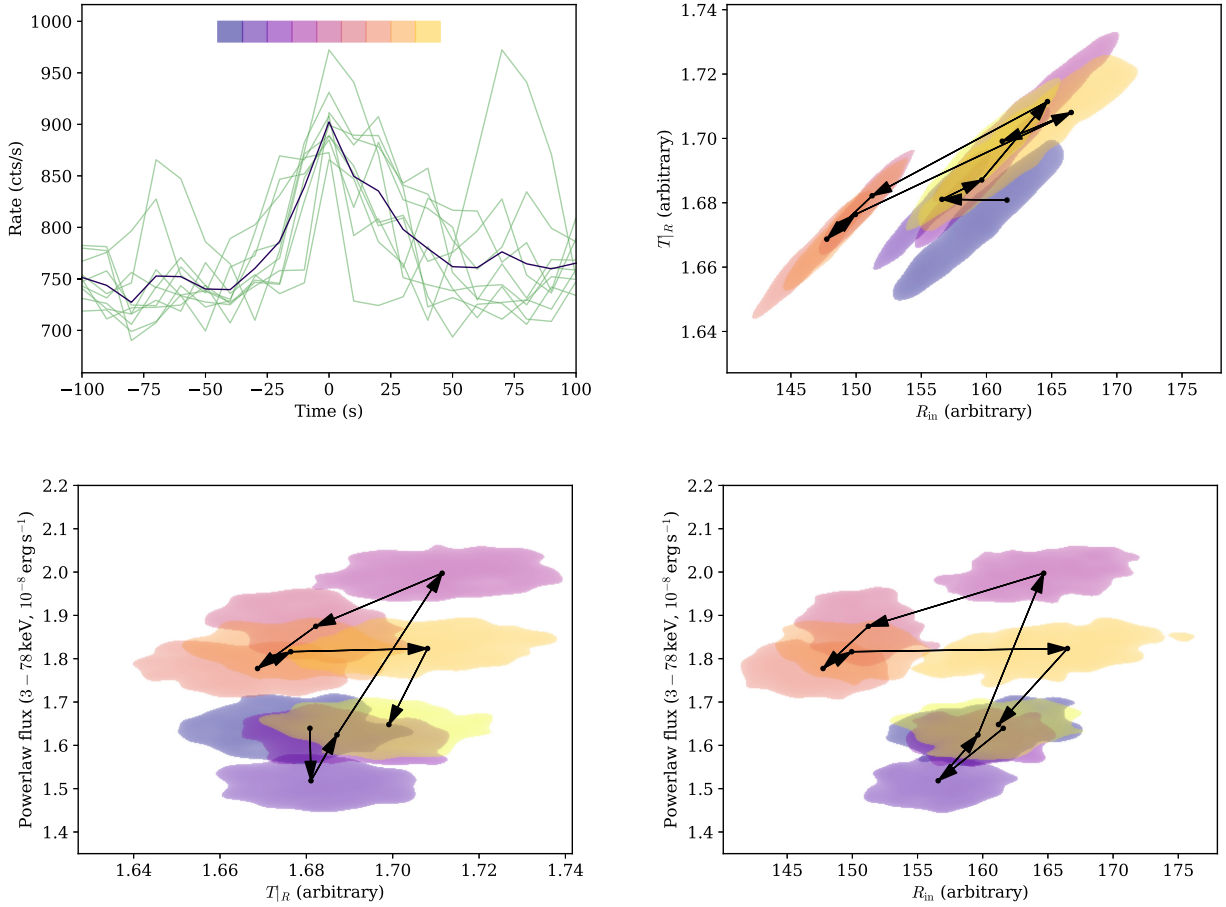 1000
950
900
850
800
750
700
Rate (cts/s)
−100 −75 −50 −25 0 25 50 75 100
Time (s)
1.74
1.72
1.70
1.68
1.66
1.64
T|R (arbitrary)
145 150 155 160 165 170 175
Rin (arbitrary)
2.2
2.1
2.0
1.9
1.8
1.7
1.6
1.5
1.4
Powerlaw flux (3 − 78 keV, 10⁻⁸ erg s⁻¹)
1.64 1.66 1.68 1.70 1.72 1.74
T|R (arbitrary)
2.2
2.1
2.0
1.9
1.8
1.7
1.6
1.5
1.4
Powerlaw flux (3 − 78 keV, 10⁻⁸ erg s⁻¹)
145 150 155 160 165 170 175
Rin (arbitrary)